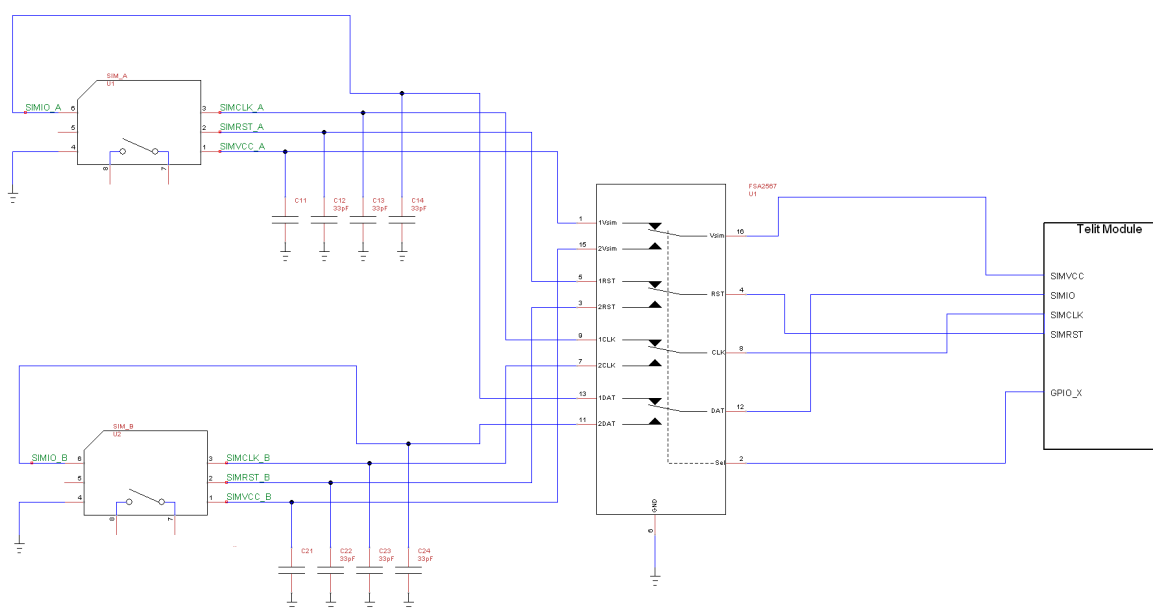 SIM_A
U1
SIMIO_A
6
5
4
3
2
1
8
7
SIMCLK_A
SIMRST_A
SIMVCC_A
C11
C12
33pF
C13
33pF
C14
33pF
SIM_B
U2
SIMIO_B
6
5
4
3
2
1
8
7
SIMCLK_B
SIMRST_B
SIMVCC_B
C21
C22
33pF
C23
33pF
C24
33pF
FSA2567
U1
1 1Vsim
15 2Vsim
5 1RST
3 2RST
9 1CLK
7 2CLK
13 1DAT
11 2DAT
Vsim 16
RST 4
CLK 8
DAT 12
Sel 2
GND
6
Telit Module
SIMVCC
SIMIO
SIMCLK
SIMRST
GPIO_X